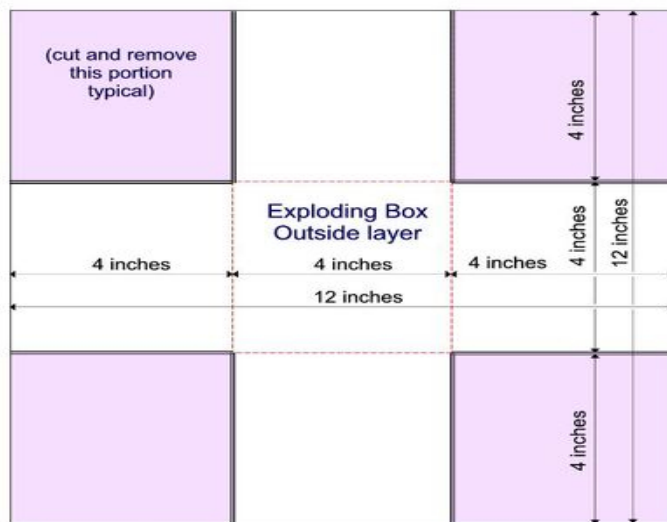 (cut and remove
this portion
typical)
4 inches
Exploding Box
Outside layer
4 inches
4 inches
4 inches
4 inches
12 inches
12 inches
4 inches